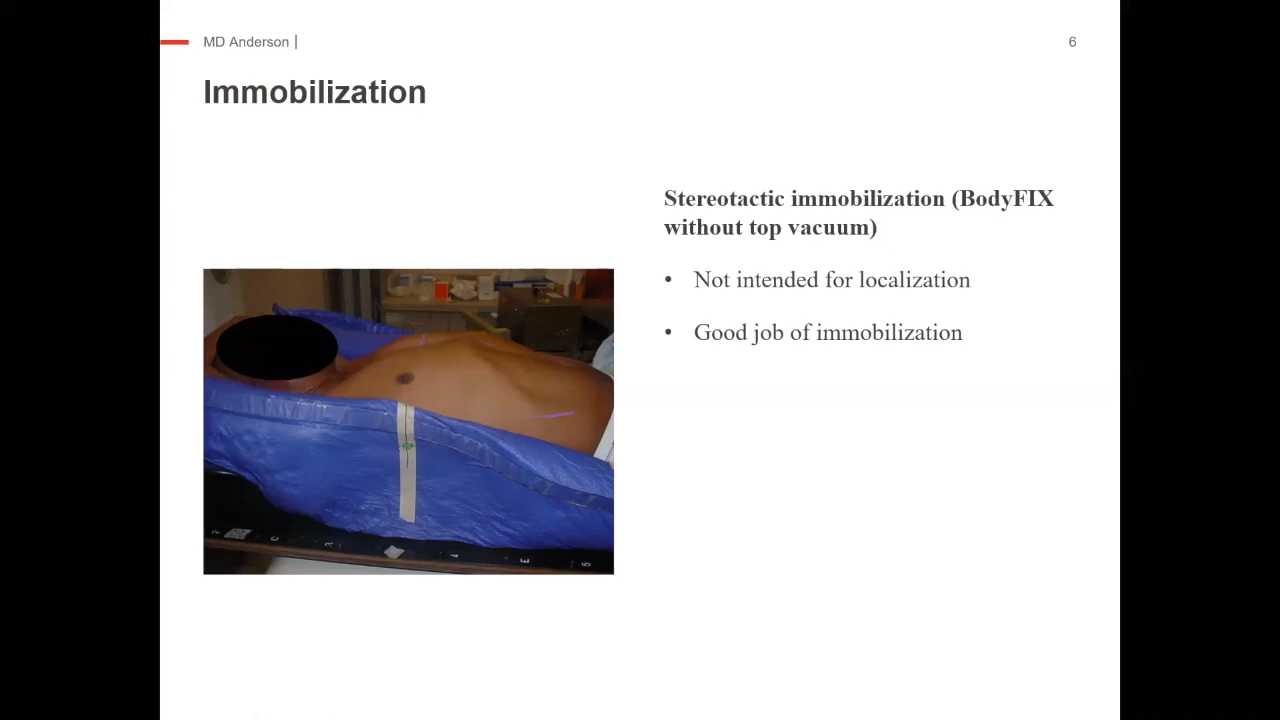 MD Anderson |
6
Immobilization
Stereotactic immobilization (BodyFIX
without top vacuum)
• Not intended for localization
• Good job of immobilization